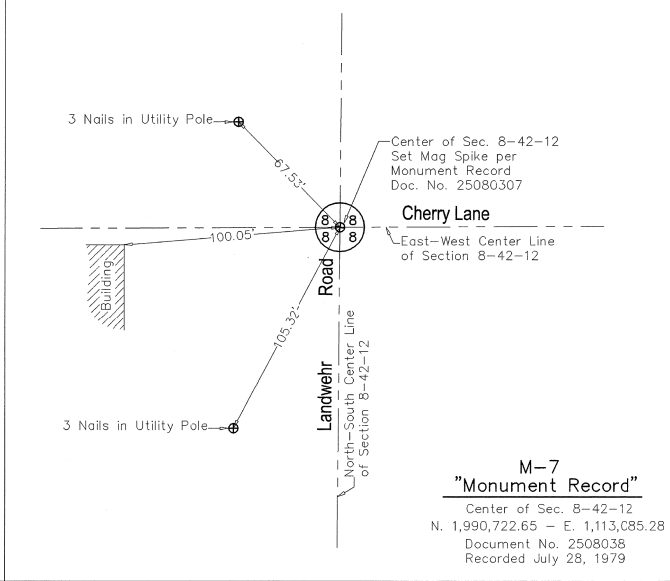 3 Nails in Utility Pole
67.53'
Center of Sec. 8-42-12
Set Mag Spike per
Monument Record
Doc. No. 25080307
8 8
8 8
Cherry Lane
100.05'
East-West Center Line
of Section 8-42-12
Building
105.32'
Landwehr Road
North-South Center Line
of Section 8-42-12
3 Nails in Utility Pole
M-7
"Monument Record"
Center of Sec. 8-42-12
N. 1,990,722.65 - E. 1,113,085.28
Document No. 2508038
Recorded July 28, 1979